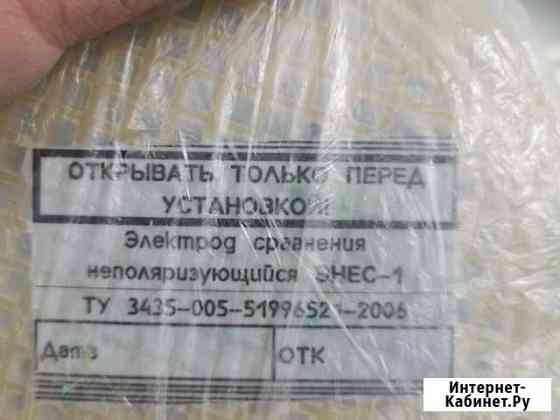 ОТКРЫВАТЬ ТОЛЬКО ПЕРЕД
УСТАНОВКОЙ
Электрод сравнения
неполяризующийся ЭНЕС-1
ТУ 3435-005-51996521-2006
Дата
ОТК
Интернет-
Кабинет.Ру